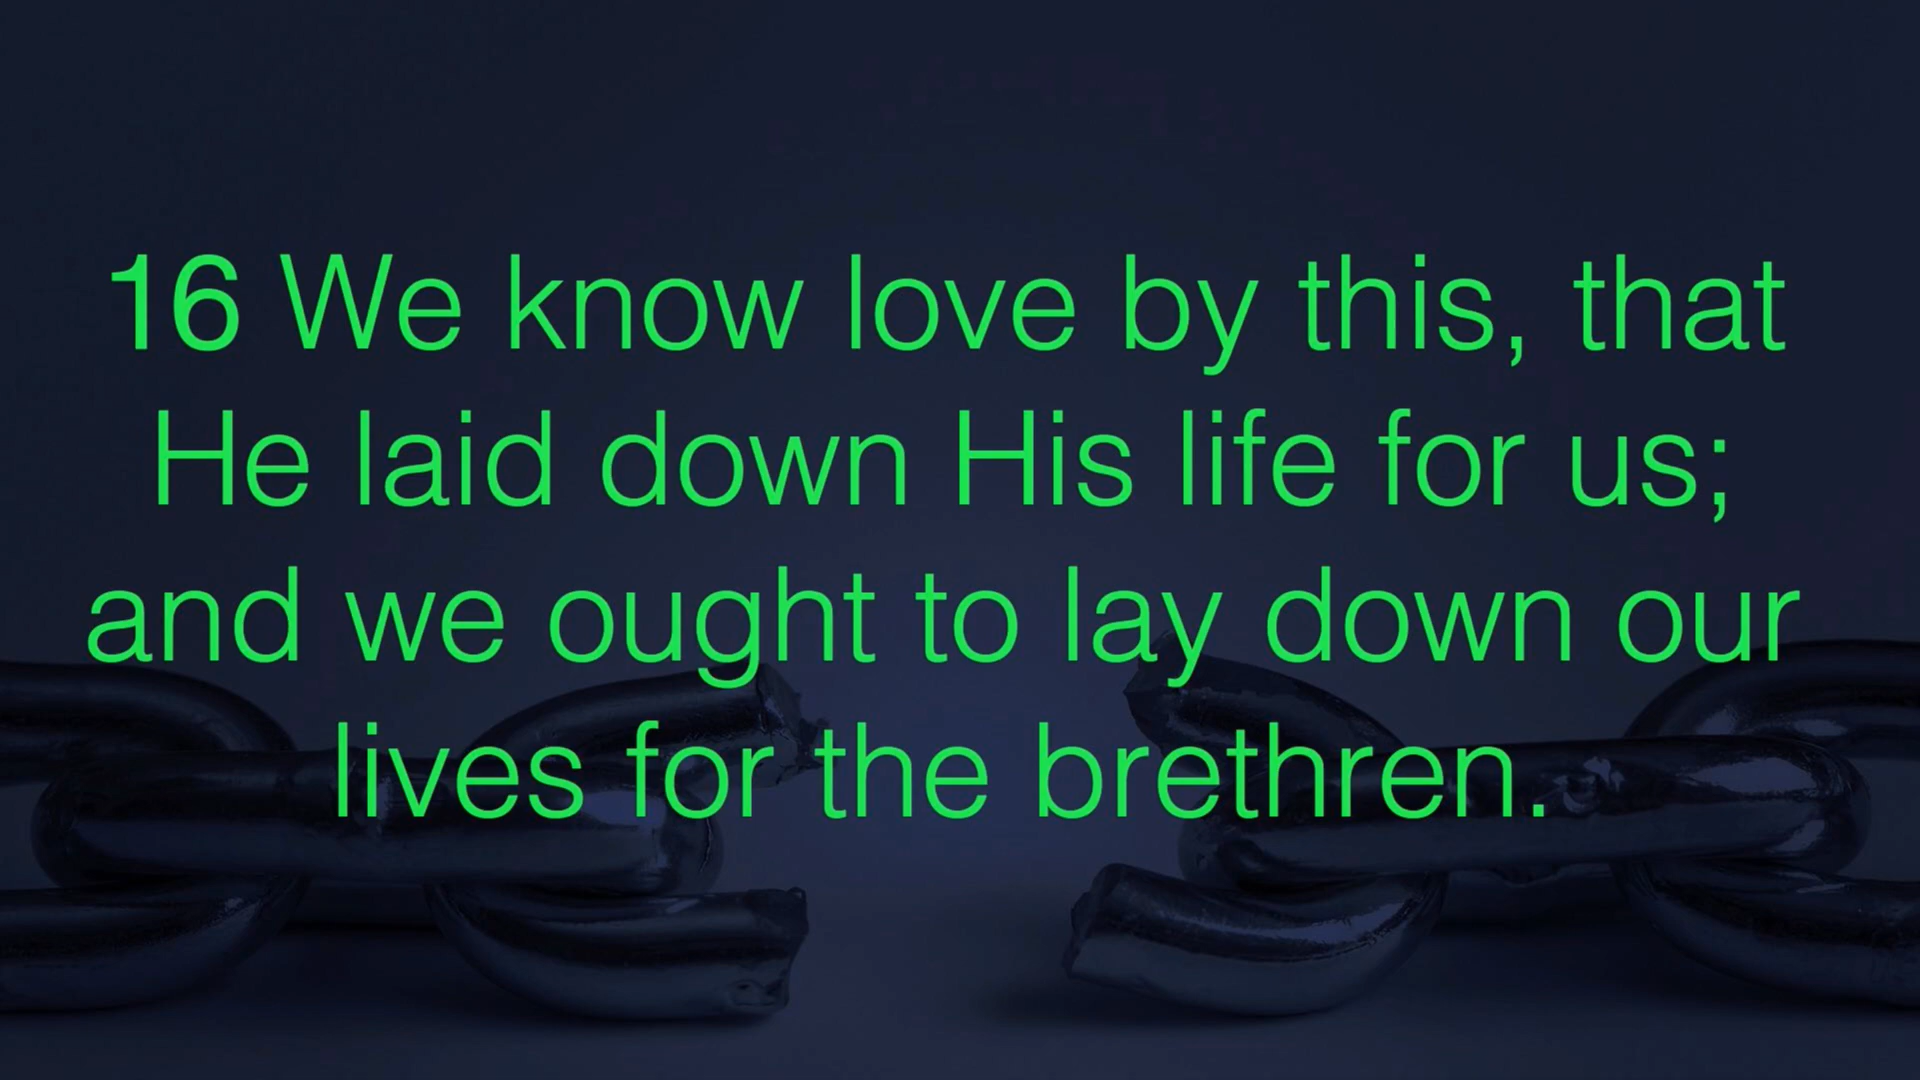 16 We know love by this, that
He laid down His life for us;
and we ought to lay down our
lives for the brethren.